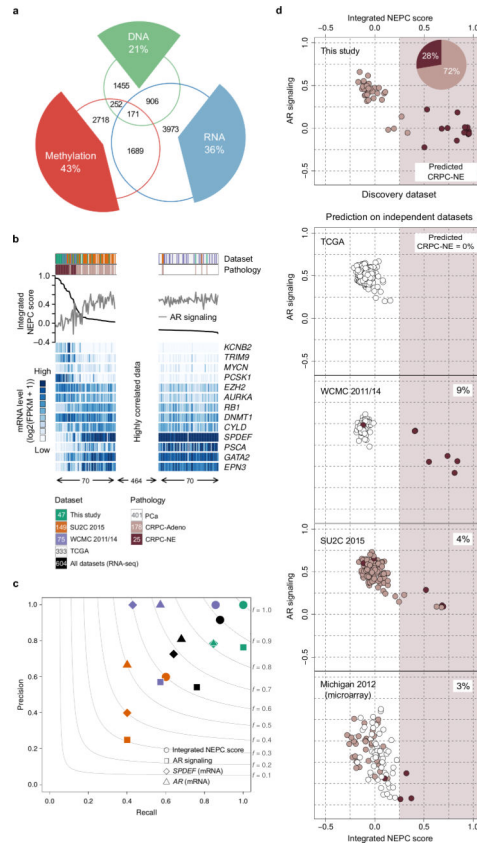 a
DNA
21%
1455
252
906
171
2718
3973
1689
Methylation
43%
RNA
36%
b
Dataset
Pathology
Integrated
NEPC score
1.0
0.4
0.0
−0.4
AR signaling
KCNB2
TRIM9
MYCN
PCSK1
EZH2
AURKA
RB1
DNMT1
CYLD
SPDEF
PSCA
GATA2
EPN3
High
mRNA level
(log2(FPKM + 1))
Low
Highly correlated data
70
464
70
Dataset
47 This study
149 SU2C 2015
75 WCMC 2011/14
333 TCGA
604 All datasets (RNA-seq)
Pathology
401 PCa
178 CRPC-Adeno
25 CRPC-NE
c
Precision
1.0
0.8
0.6
0.4
0.2
0.0
0.0 0.2 0.4 0.6 0.8 1.0
Recall
f = 1.0
f = 0.9
f = 0.8
f = 0.7
f = 0.6
f = 0.5
f = 0.4
f = 0.3
f = 0.2
f = 0.1
Integrated NEPC score
AR signaling
SPDEF (mRNA)
AR (mRNA)
d
Integrated NEPC score
−0.5 0.0 0.5 1.0
This study
28%
72%
AR signaling
1.0
0.5
0.0
−0.5
Predicted
CRPC-NE
Discovery dataset
Prediction on independent datasets
TCGA
Predicted
CRPC-NE = 0%
AR signaling
1.0
0.5
0.0
−0.5
WCMC 2011/14
9%
SU2C 2015
4%
AR signaling
1.0
0.5
0.0
−0.5
Michigan 2012
(microarray)
3%
−0.5 0.0 0.5 1.0
Integrated NEPC score